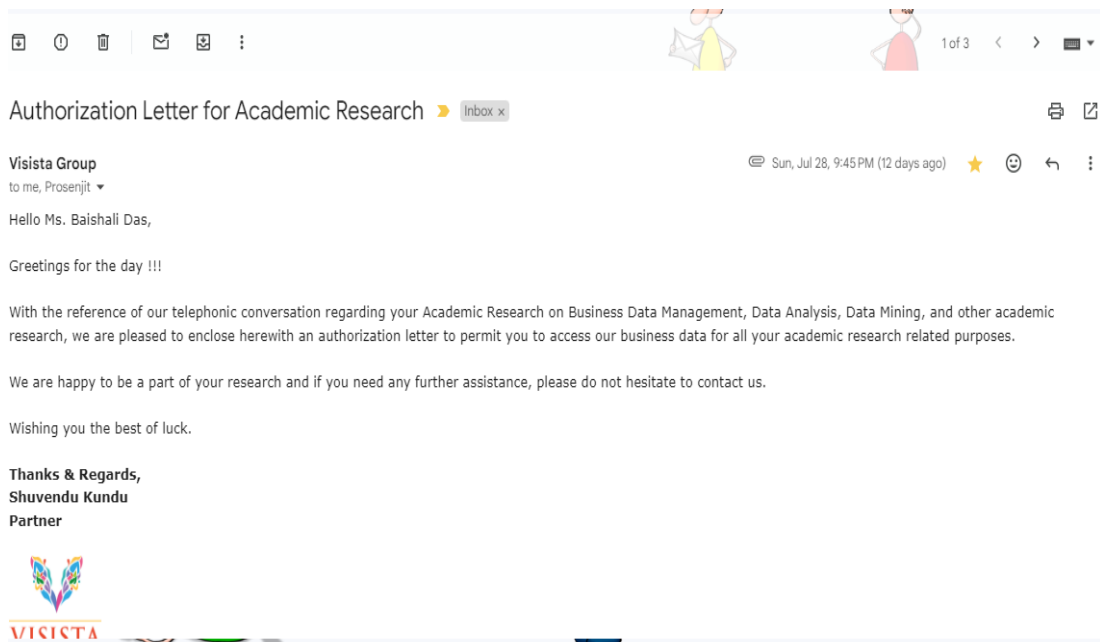 1 of 3
Authorization Letter for Academic Research
Inbox x
Visista Group
Sun, Jul 28, 9:45 PM (12 days ago)
to me, Prosenjit
Hello Ms. Baishali Das,
Greetings for the day !!!
With the reference of our telephonic conversation regarding your Academic Research on Business Data Management, Data Analysis, Data Mining, and other academic
research, we are pleased to enclose herewith an authorization letter to permit you to access our business data for all your academic research related purposes.
We are happy to be a part of your research and if you need any further assistance, please do not hesitate to contact us.
Wishing you the best of luck.
Thanks & Regards,
Shuvendu Kundu
Partner
VISISTA